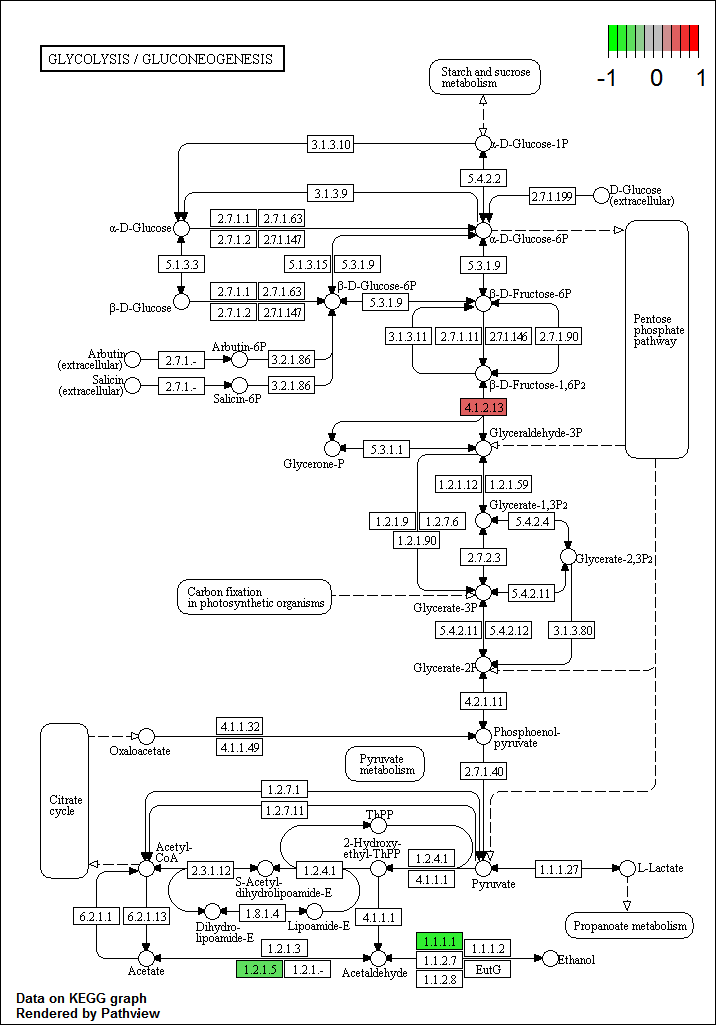 GLYCOLYSIS / GLUCONEOGENESIS
-1 0 1
Starch and sucrose
metabolism
3.1.3.10
α-D-Glucose-1P
5.4.2.2
3.1.3.9
2.7.1.199
D-Glucose
(extracellular)
α-D-Glucose
2.7.1.1
2.7.1.63
2.7.1.2
2.7.1.147
α-D-Glucose-6P
5.1.3.3
5.1.3.15
5.3.1.9
5.3.1.9
β-D-Glucose
2.7.1.1
2.7.1.63
2.7.1.2
2.7.1.147
β-D-Glucose-6P
5.3.1.9
β-D-Fructose-6P
Pentose
phosphate
pathway
3.1.3.11
2.7.1.11
2.7.1.146
2.7.1.90
Arbutin
(extracellular)
2.7.1.-
Arbutin-6P
3.2.1.86
Salicin
(extracellular)
2.7.1.-
Salicin-6P
3.2.1.86
β-D-Fructose-1,6P2
4.1.2.13
Glyceraldehyde-3P
5.3.1.1
Glycerone-P
1.2.1.12
1.2.1.59
Glycerate-1,3P2
1.2.1.9
1.2.7.6
1.2.1.90
5.4.2.4
2.7.2.3
Glycerate-2,3P2
Carbon fixation
in photosynthetic organisms
5.4.2.11
Glycerate-3P
5.4.2.11
5.4.2.12
3.1.3.80
Glycerate-2P
4.2.1.11
4.1.1.32
4.1.1.49
Oxaloacetate
Phosphoenol-
pyruvate
Pyruvate
metabolism
2.7.1.40
Citrate
cycle
1.2.7.1
1.2.7.11
ThPP
Acetyl-
CoA
2-Hydroxy-
ethyl-ThPP
2.3.1.12
S-Acetyl-
dihydrolipoamide-E
1.2.4.1
1.2.4.1
4.1.1.1
Pyruvate
1.1.1.27
L-Lactate
6.2.1.1
6.2.1.13
Dihydro-
lipoamide-E
1.8.1.4
Lipoamide-E
4.1.1.1
Propanoate metabolism
1.2.1.3
1.2.1.5
1.2.1.-
Acetate
Acetaldehyde
1.1.1.1
1.1.1.2
1.1.2.7
EutG
1.1.2.8
Ethanol
Data on KEGG graph
Rendered by Pathview